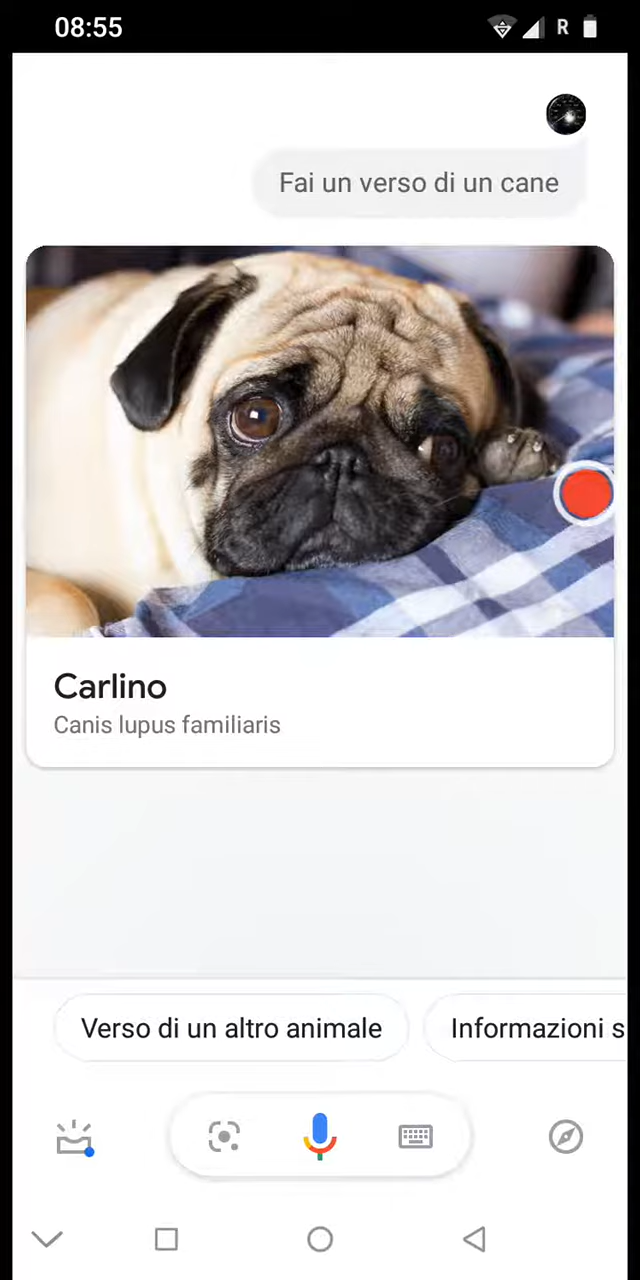 08:55
R
Fai un verso di un cane
Carlino
Canis lupus familiaris
Verso di un altro animale
Informazioni s